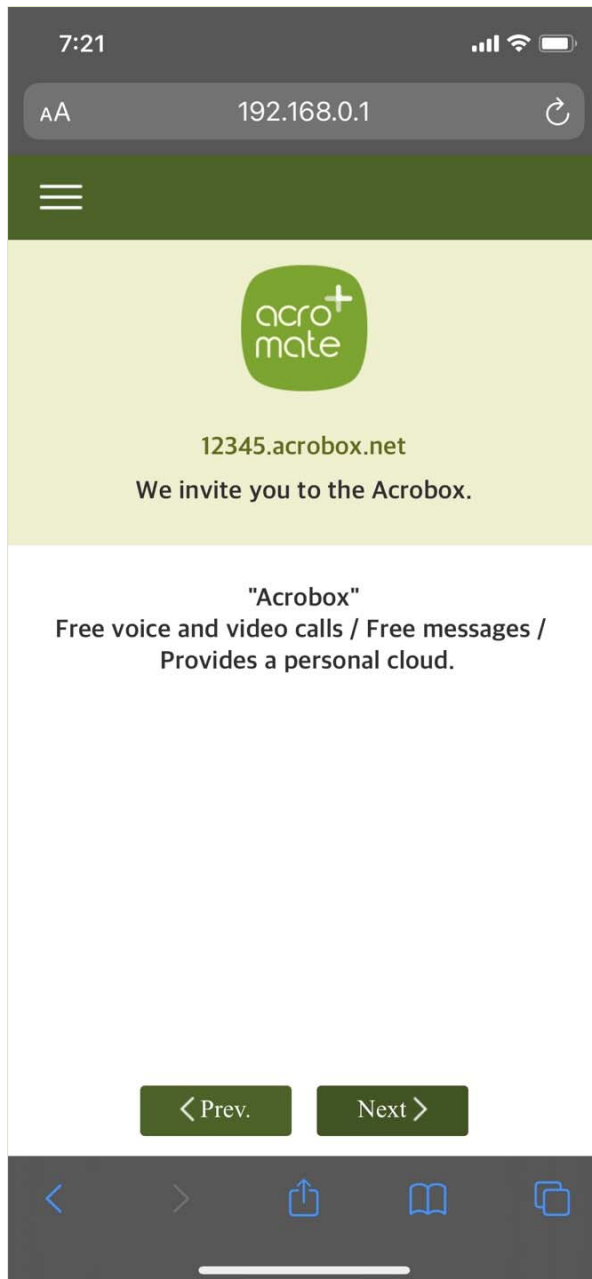 7:21
AA 192.168.0.1
acro
mate
12345.acrobox.net
We invite you to the Acrobox.
"Acrobox"
Free voice and video calls / Free messages /
Provides a personal cloud.
Prev. Next